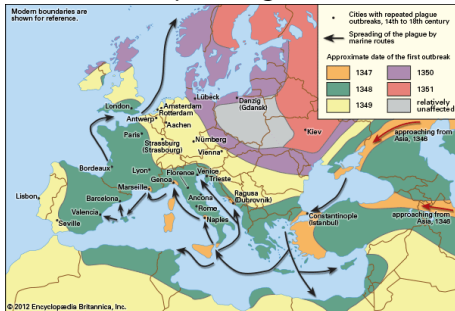 Modern boundaries are
shown for reference.
• Cities with repeated plague
outbreaks, 14th to 18th century
Spreading of the plague by
marine routes
Approximate date of the first outbreak
1347
1350
1348
1351
1349
relatively
unaffected
London
Amsterdam
Rotterdam
Antwerp
Aachen
Lübeck
Danzig
(Gdańsk)
Paris
Strassburg
(Strasbourg)
Nürnberg
Vienna
Kiev
approaching from
Asia, 1346
Bordeaux
Lyon
Genoa
Marseille
Florence
Venice
Trieste
Ragusa
(Dubrovnik)
Lisbon
Barcelona
Valencia
Seville
Ancona
Rome
Naples
Constantinople
(Istanbul)
approaching from
Asia, 1346
© 2012 Encyclopædia Britannica, Inc.